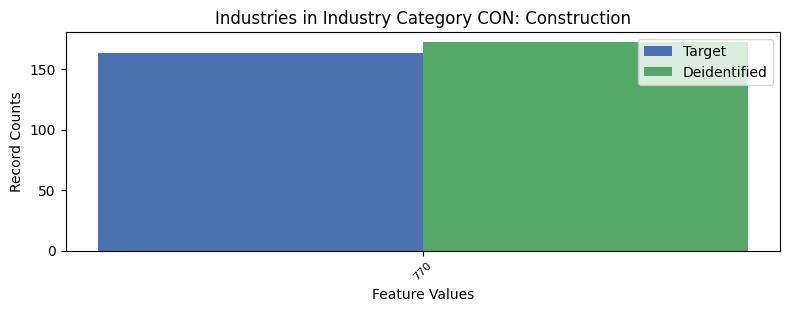 Industries in Industry Category CON: Construction
Target
Deidentified
Record Counts
150
100
50
0
770
Feature Values